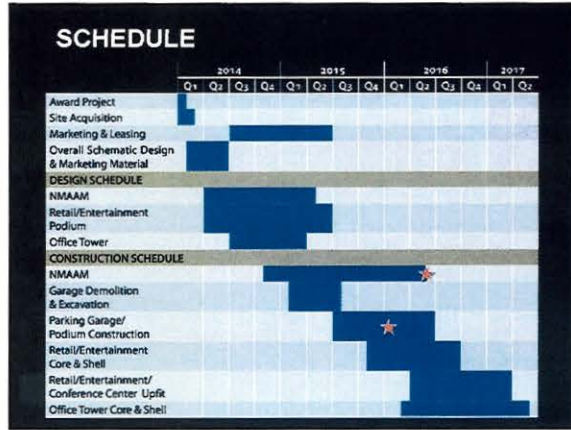 SCHEDULE
2014 2015 2016 2017
Q1 Q2 Q3 Q4 Q1 Q2 Q3 Q4 Q1 Q2 Q3 Q4 Q1 Q2
Award Project
Site Acquisition
Marketing & Leasing
Overall Schematic Design
& Marketing Material
DESIGN SCHEDULE
NMAAM
Retail/Entertainment
Podium
Office Tower
CONSTRUCTION SCHEDULE
NMAAM
Garage Demolition
& Excavation
Parking Garage/
Podium Construction
Retail/Entertainment
Core & Shell
Retail/Entertainment/
Conference Center Upfit
Office Tower Core & Shell